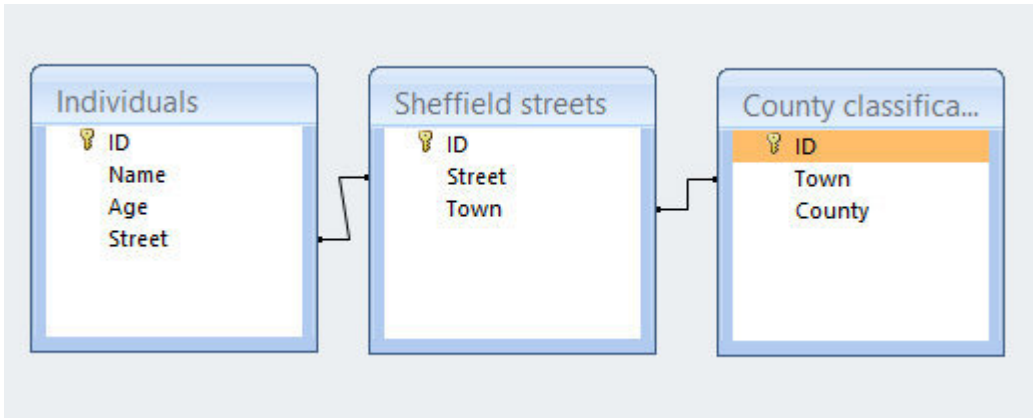 Individuals
ID
Name
Age
Street
Sheffield streets
ID
Street
Town
County classifica...
ID
Town
County